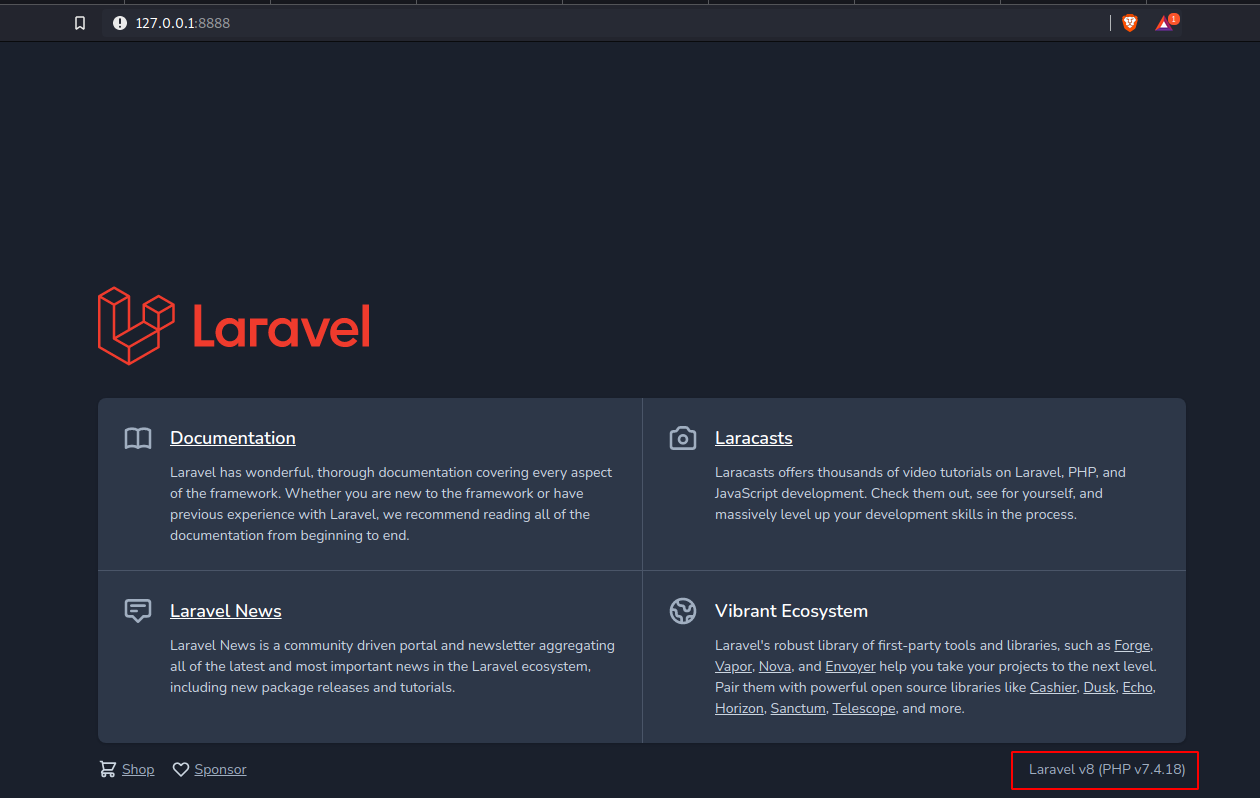 127.0.0.1:8888
1
Laravel
Documentation
Laravel has wonderful, thorough documentation covering every aspect
of the framework. Whether you are new to the framework or have
previous experience with Laravel, we recommend reading all of the
documentation from beginning to end.
Laracasts
Laracasts offers thousands of video tutorials on Laravel, PHP, and
JavaScript development. Check them out, see for yourself, and
massively level up your development skills in the process.
Laravel News
Laravel News is a community driven portal and newsletter aggregating
all of the latest and most important news in the Laravel ecosystem,
including new package releases and tutorials.
Vibrant Ecosystem
Laravel's robust library of first-party tools and libraries, such as Forge,
Vapor, Nova, and Envoyer help you take your projects to the next level.
Pair them with powerful open source libraries like Cashier, Dusk, Echo,
Horizon, Sanctum, Telescope, and more.
Shop
Sponsor
Laravel v8 (PHP v7.4.18)